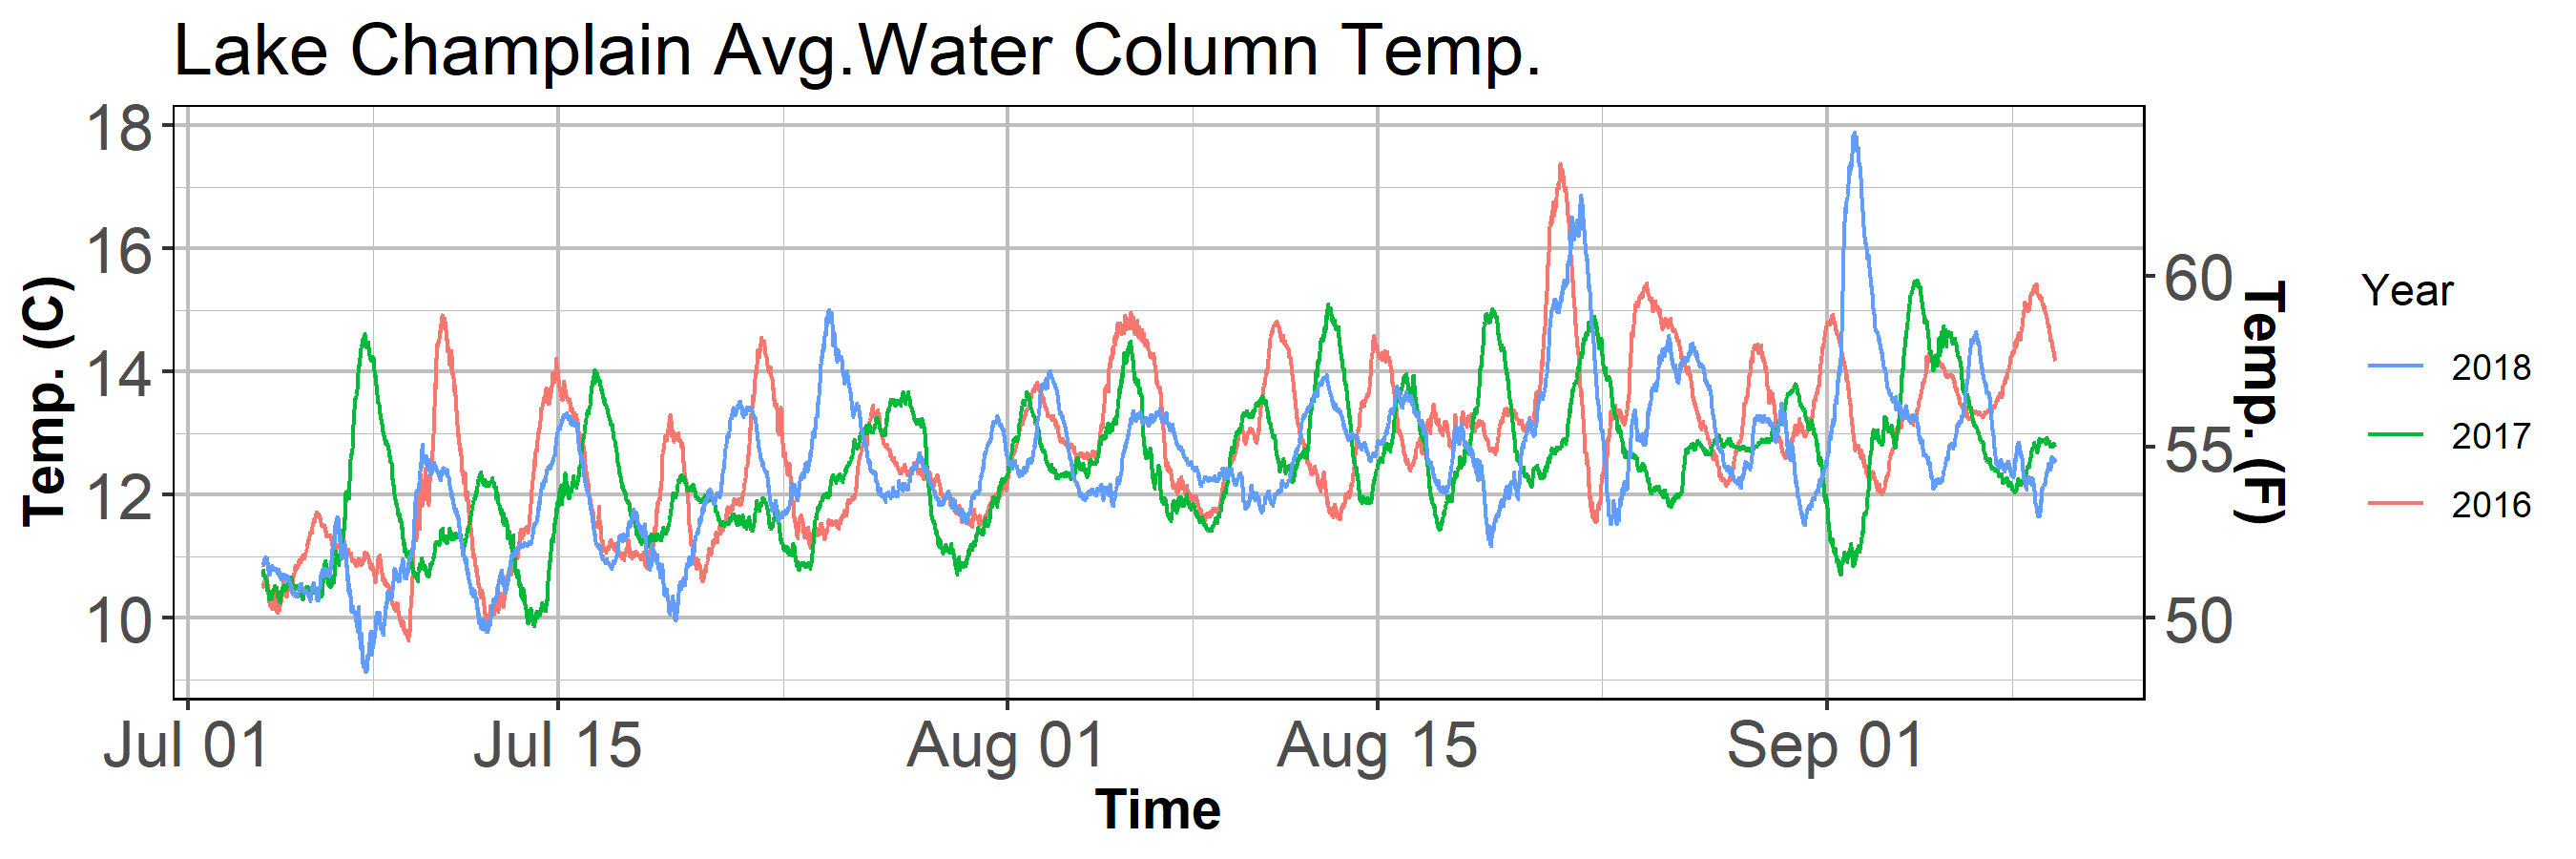 Lake Champlain Avg.Water Column Temp.
18
16
14
12
10
Temp. (C)
60
55
50
Temp. (F)
Jul 01
Jul 15
Aug 01
Aug 15
Sep 01
Time
Year
2018
2017
2016